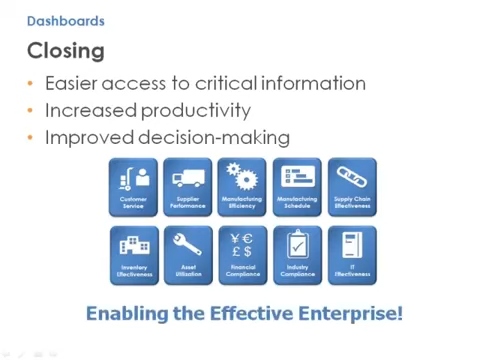 Dashboards
Closing
• Easier access to critical information
• Increased productivity
• Improved decision-making
Customer Service
Supplier Performance
Manufacturing Efficiency
Manufacturing Schedule
Supply Chain Effectiveness
Inventory Effectiveness
Asset Utilization
¥ € £ $
Financial Compliance
Industry Compliance
IT Effectiveness
Enabling the Effective Enterprise!